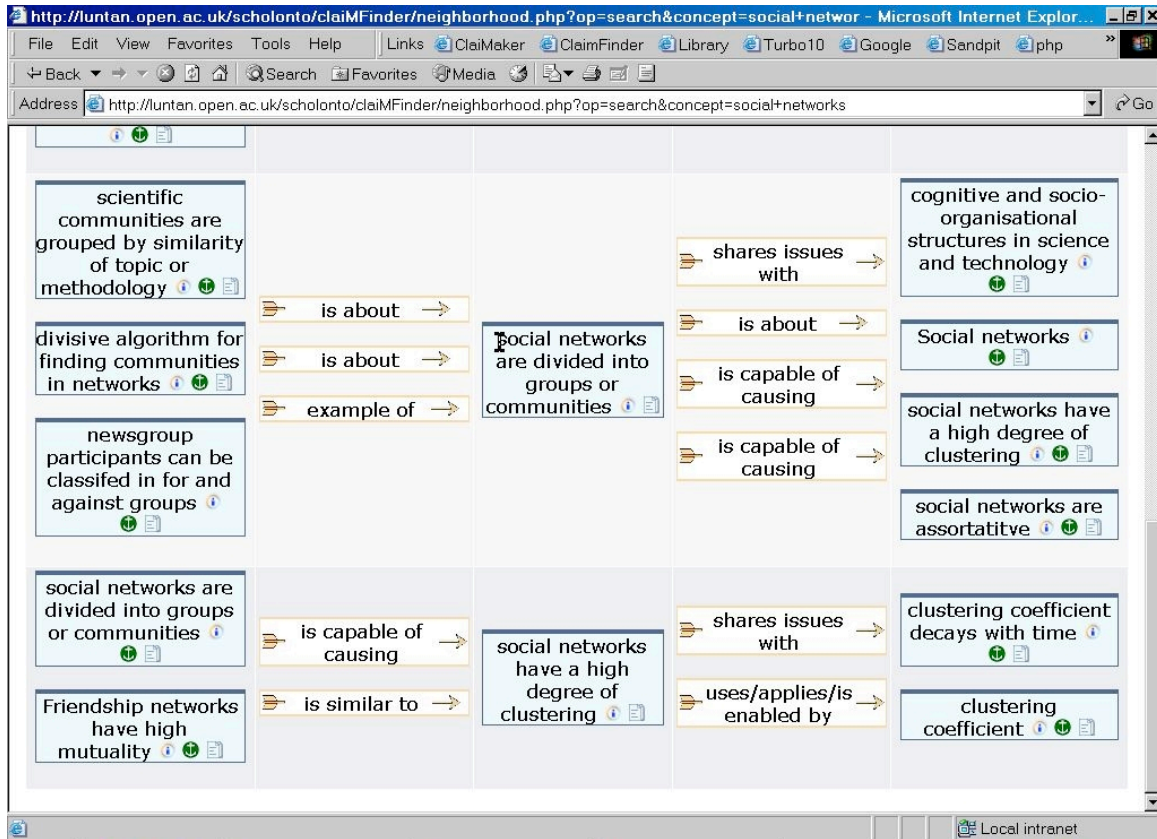 http://luntan.open.ac.uk/scholonto/claiMFinder/neighborhood.php?op=search&concept=social+networ - Microsoft Internet Explor...
File Edit View Favorites Tools Help Links ClaiMaker ClaimFinder Library Turbo10 Google Sandpit php »
Back Search Favorites Media
Address http://luntan.open.ac.uk/scholonto/claiMFinder/neighborhood.php?op=search&concept=social+networks Go
scientific
communities are
grouped by similarity
of topic or
methodology
divisive algorithm for
finding communities
in networks
newsgroup
participants can be
classifed in for and
against groups
is about
is about
example of
social networks
are divided into
groups or
communities
shares issues
with
is about
is capable of
causing
is capable of
causing
cognitive and socio-
organisational
structures in science
and technology
Social networks
social networks have
a high degree of
clustering
social networks are
assortatitve
social networks are
divided into groups
or communities
Friendship networks
have high
mutuality
is capable of
causing
is similar to
social networks
have a high
degree of
clustering
shares issues
with
uses/applies/is
enabled by
clustering coefficient
decays with time
clustering
coefficient
Local intranet